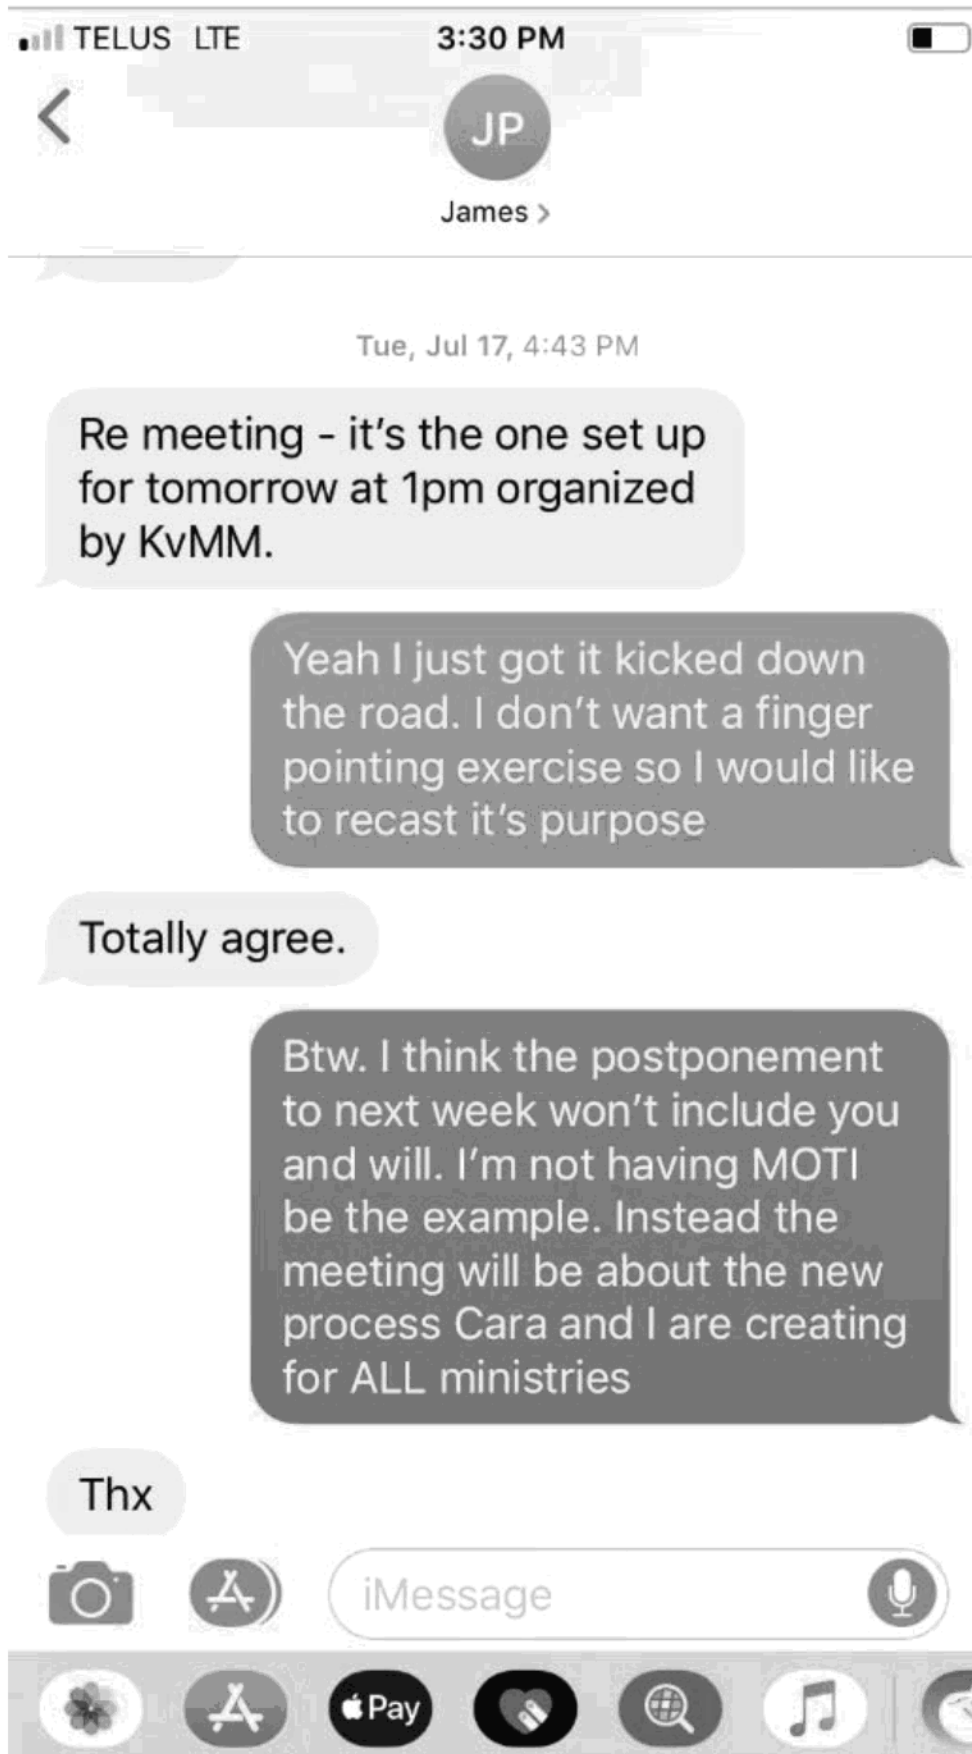 TELUS LTE 3:30 PM
JP
James >
Tue, Jul 17, 4:43 PM
Re meeting - it's the one set up
for tomorrow at 1pm organized
by KvMM.
Yeah I just got it kicked down
the road. I don't want a finger
pointing exercise so I would like
to recast it's purpose
Totally agree.
Btw. I think the postponement
to next week won't include you
and will. I'm not having MOTI
be the example. Instead the
meeting will be about the new
process Cara and I are creating
for ALL ministries
Thx
iMessage
Pay